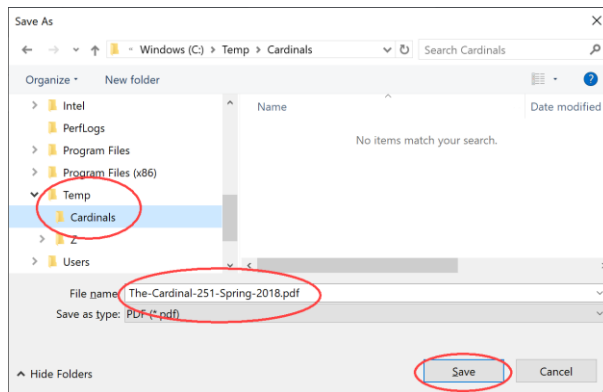 Save As
Windows (C:) > Temp > Cardinals
Search Cardinals
Organize
New folder
Intel
PerfLogs
Program Files
Program Files (x86)
Temp
Cardinals
Z
Users
Name
Date modified
No items match your search.
File name: The-Cardinal-251-Spring-2018.pdf
Save as type: PDF (*.pdf)
Hide Folders
Save
Cancel